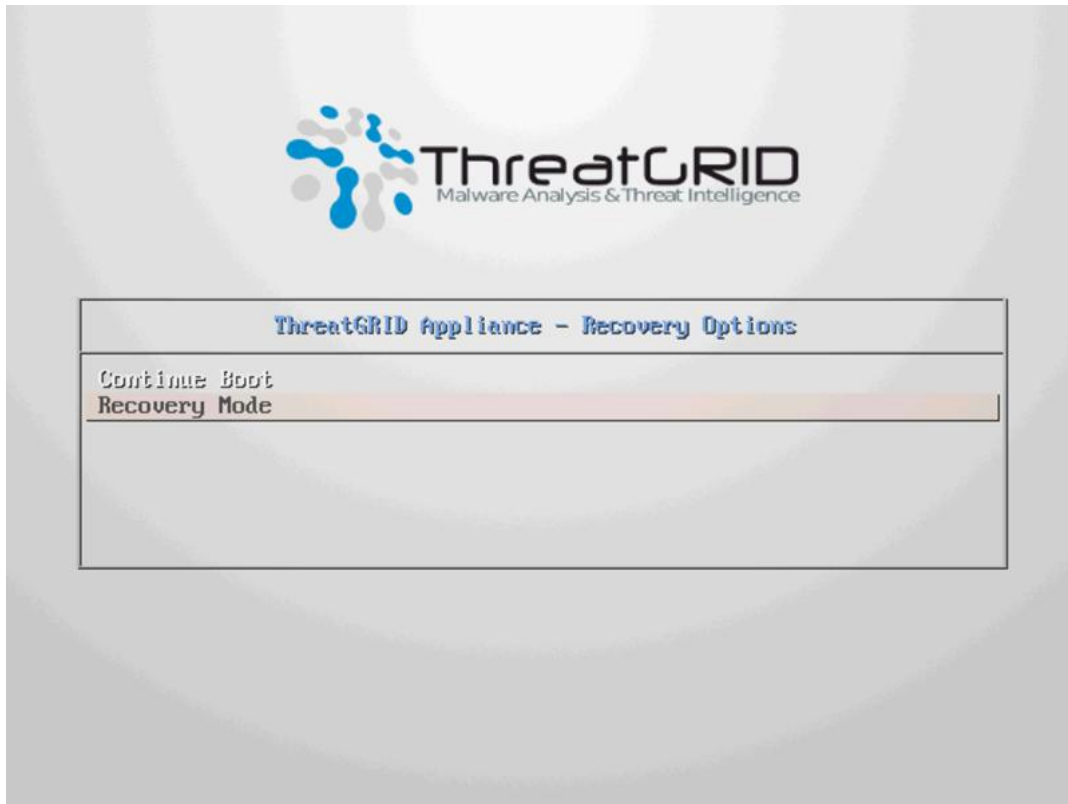 ThreatGRID
Malware Analysis & Threat Intelligence
ThreatGRID Appliance - Recovery Options
Continue Boot
Recovery Mode